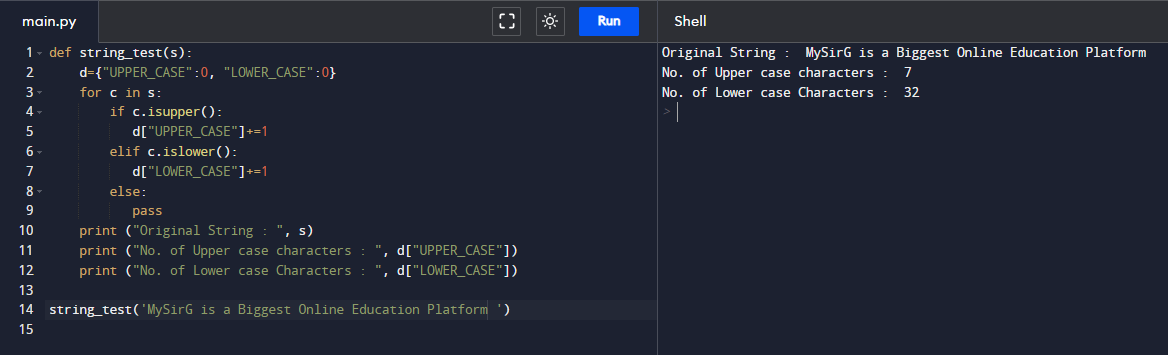 main.py Run Shell
1 def string_test(s):
2 d={"UPPER_CASE":0, "LOWER_CASE":0}
3 for c in s:
4 if c.isupper():
5 d["UPPER_CASE"]+=1
6 elif c.islower():
7 d["LOWER_CASE"]+=1
8 else:
9 pass
10 print ("Original String : ", s)
11 print ("No. of Upper case characters : ", d["UPPER_CASE"])
12 print ("No. of Lower case Characters : ", d["LOWER_CASE"])
13
14 string_test('MySirG is a Biggest Online Education Platform ')
15
Original String :  MySirG is a Biggest Online Education Platform
No. of Upper case characters :  7
No. of Lower case Characters :  32
>